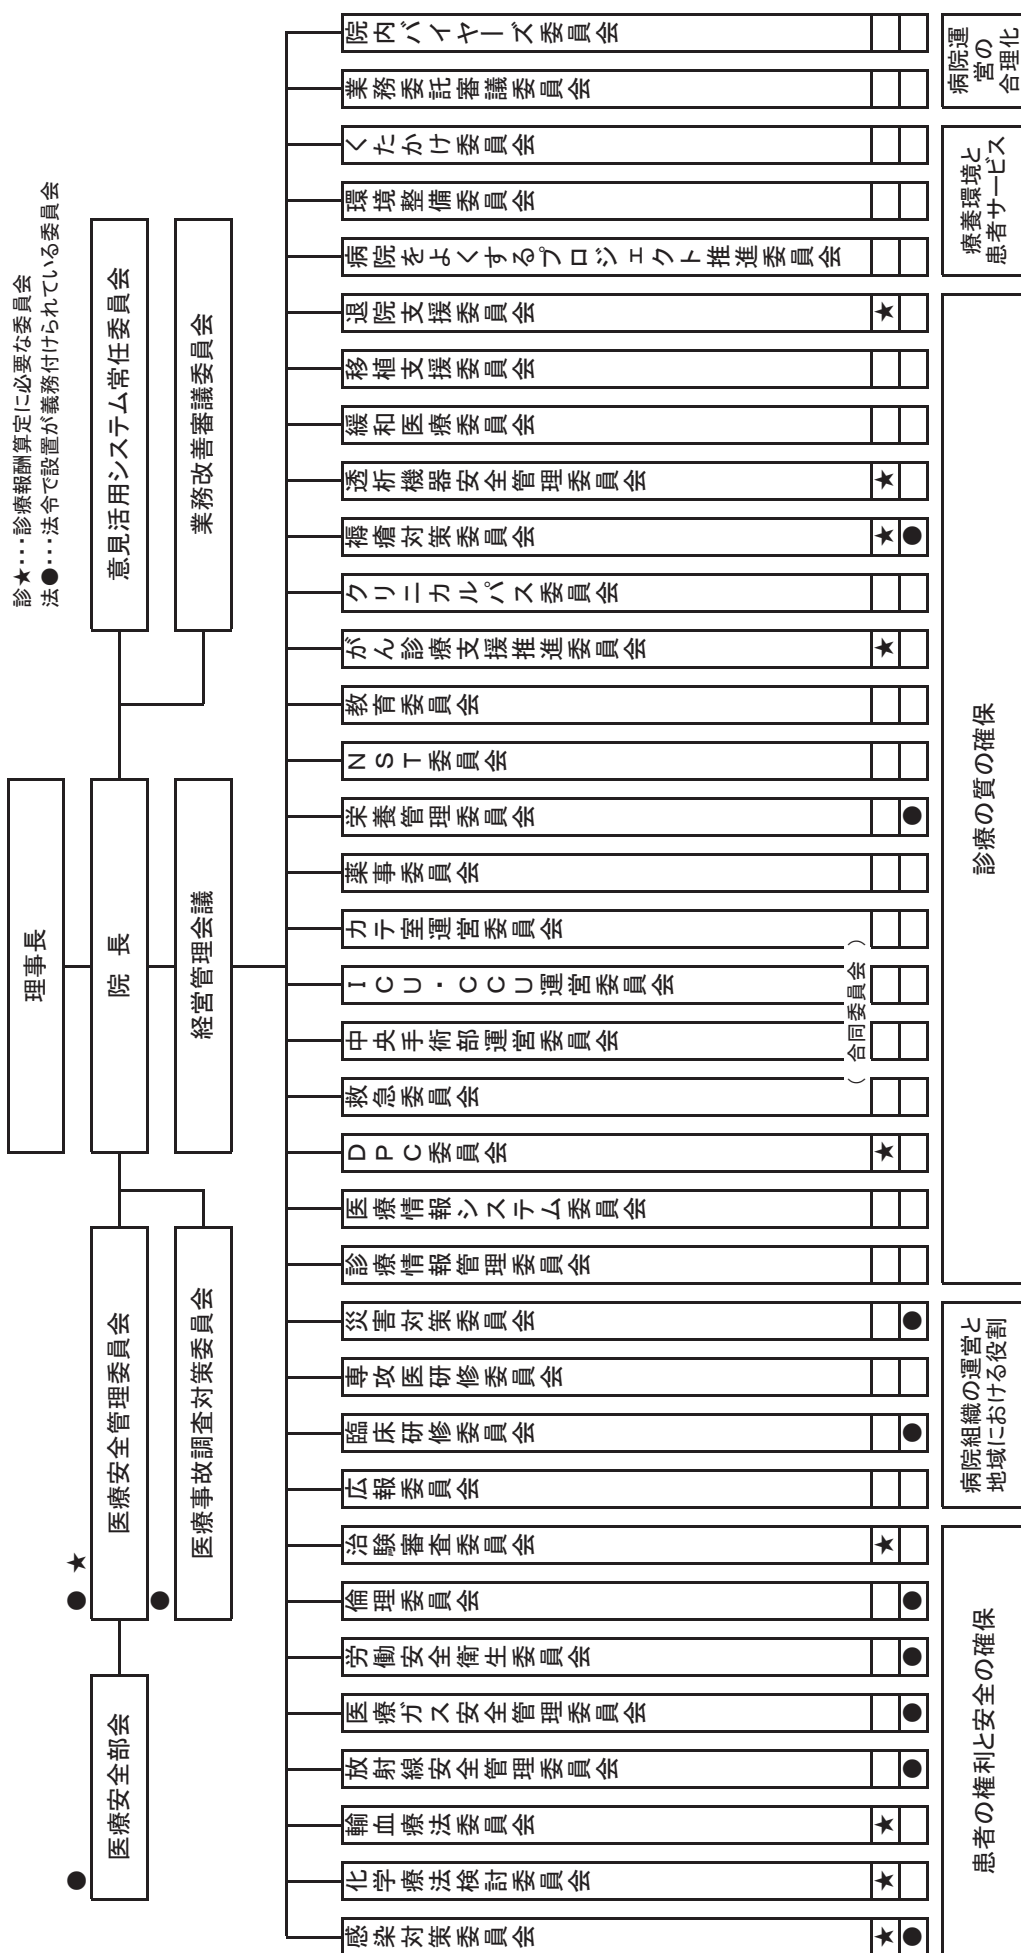 診★･･･診療報酬算定に必要な委員会
法●･･･法令で設置が義務付けられている委員会
理事長
院 長
経営管理会議
意見活用システム常任委員会
業務改善審議委員会
●
医療安全部会
● ★
医療安全管理委員会
●
医療事故調査対策委員会
感染対策委員会 ★ ●
化学療法検討委員会 ★
輸血療法委員会 ★
放射線安全管理委員会 ●
医療ガス安全管理委員会 ●
労働安全衛生委員会 ●
倫理委員会 ●
治験審査委員会 ★
広報委員会
臨床研修委員会 ●
専攻医研修委員会
災害対策委員会 ●
診療情報管理委員会
医療情報システム委員会
DPC委員会 ★
救急委員会
中央手術部運営委員会
ICU・CCU運営委員会
カテ室運営委員会
（ 合同委員会 ）
薬事委員会
栄養管理委員会 ●
NST委員会
教育委員会
がん診療支援推進委員会 ★
クリニカルパス委員会
褥瘡対策委員会 ★ ●
透析機器安全管理委員会 ★
緩和医療委員会
移植支援委員会
退院支援委員会 ★
病院をよくするプロジェクト推進委員会
環境整備委員会
くたかけ委員会
業務委託審議委員会
院内バイヤーズ委員会
患者の権利と安全の確保
病院組織の運営と
地域における役割
診療の質の確保
療養環境と
患者サービス
病院運
営の
合理化